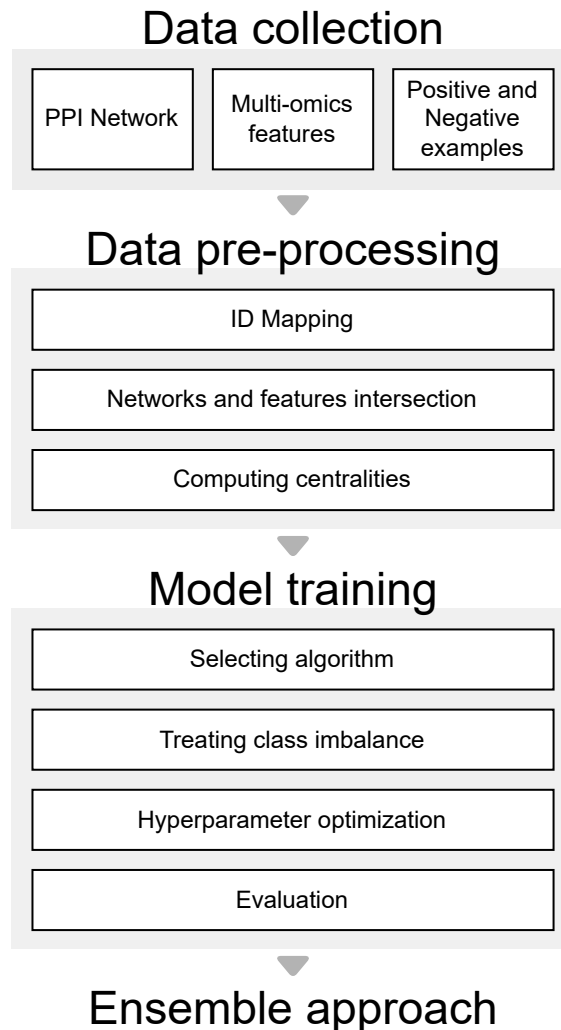 Data collection
PPI Network
Multi-omics
features
Positive and
Negative
examples
Data pre-processing
ID Mapping
Networks and features intersection
Computing centralities
Model training
Selecting algorithm
Treating class imbalance
Hyperparameter optimization
Evaluation
Ensemble approach